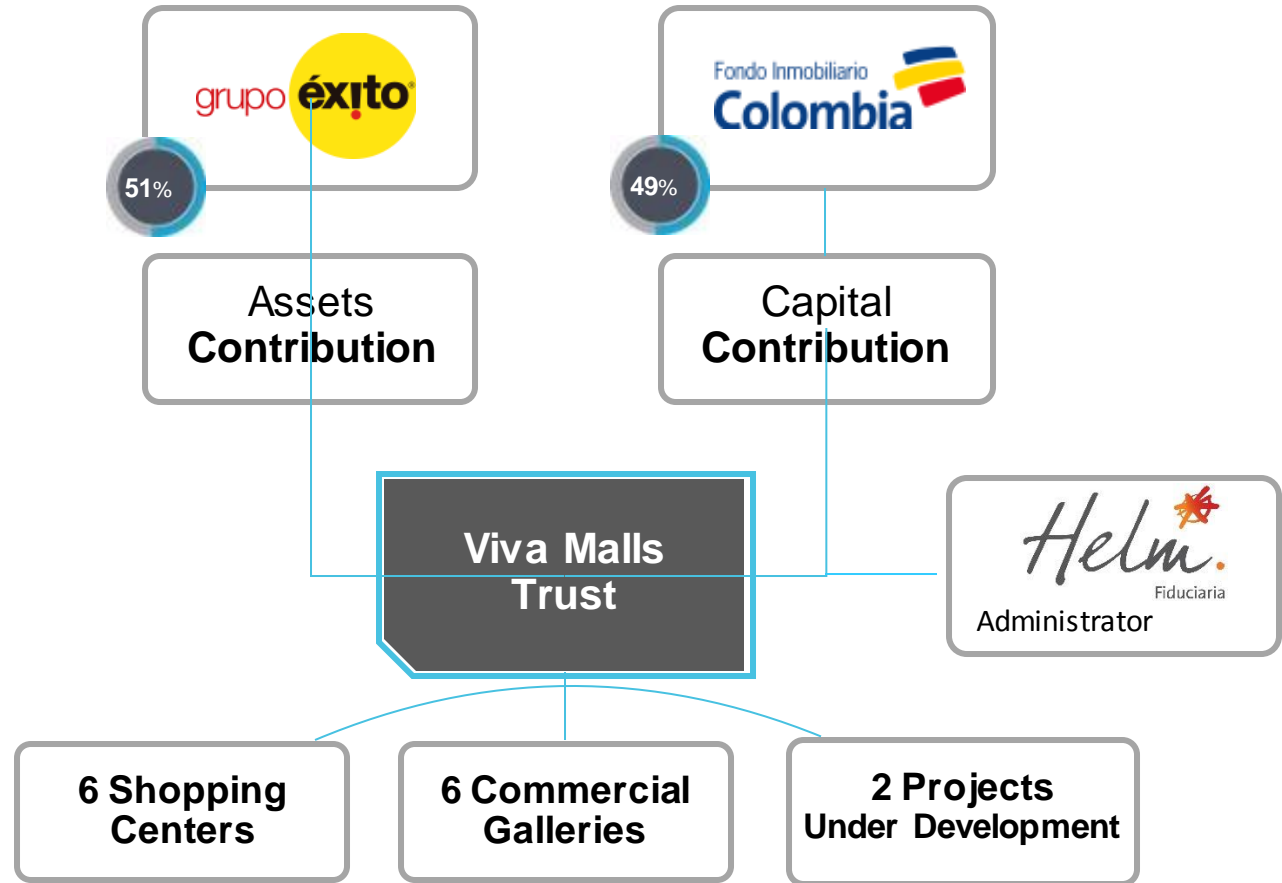 grupo éxito®
Fondo Inmobiliario
Colombia
51%
49%
Assets
Contribution
Capital
Contribution
Viva Malls
Trust
Helm.
Fiduciaria
Administrator
6 Shopping
Centers
6 Commercial
Galleries
2 Projects
Under Development